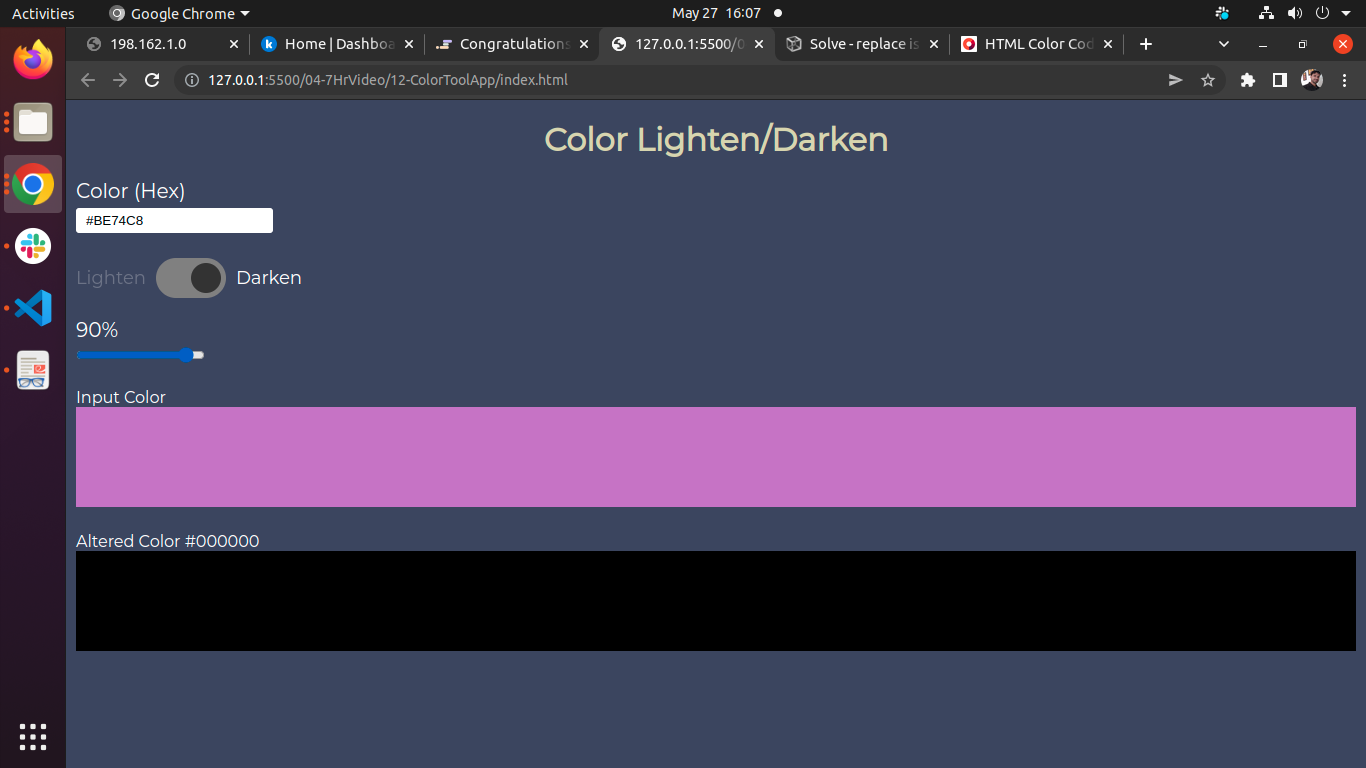 Activities Google Chrome May 27 16:07
198.162.1.0 Home | Dashboa Congratulations 127.0.0.1:5500/0 Solve - replace is HTML Color Cod
127.0.0.1:5500/04-7HrVideo/12-ColorToolApp/index.html
Color Lighten/Darken
Color (Hex)
#BE74C8
Lighten Darken
90%
Input Color
Altered Color #000000